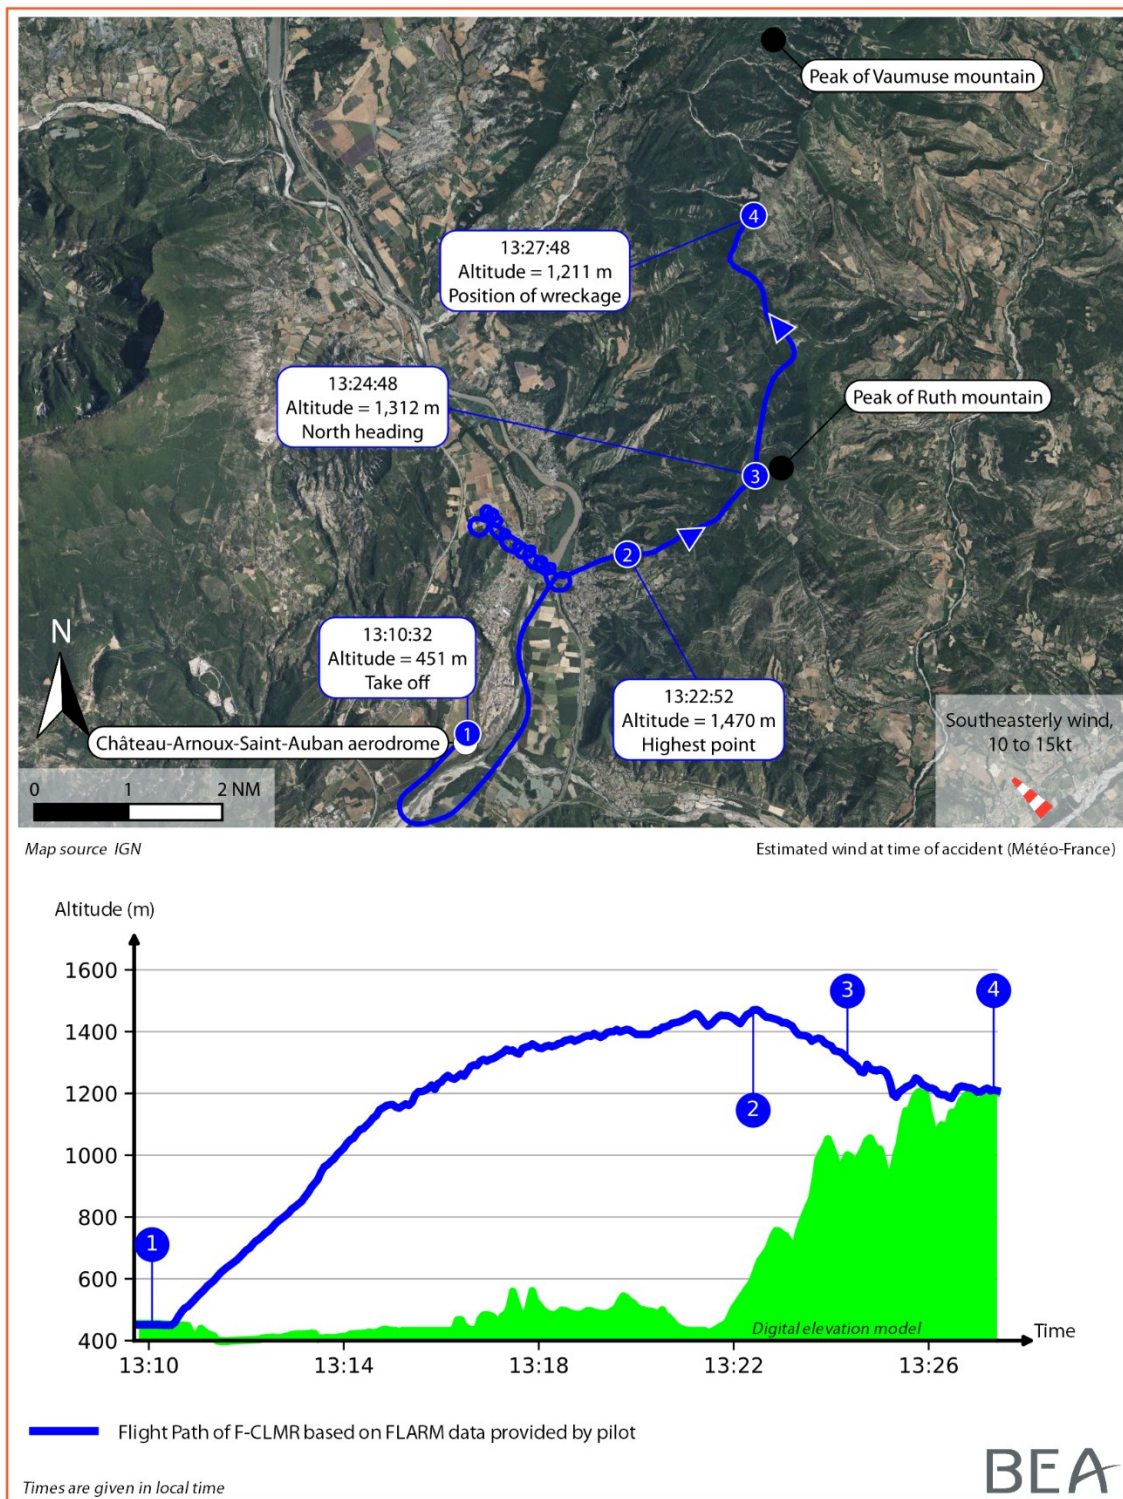 Peak of Vaumuse mountain
4
13:27:48
Altitude = 1,211 m
Position of wreckage
13:24:48
Altitude = 1,312 m
North heading
Peak of Ruth mountain
3
2
N
13:10:32
Altitude = 451 m
Take off
13:22:52
Altitude = 1,470 m
Highest point
1
Château-Arnoux-Saint-Auban aerodrome
Southeasterly wind,
10 to 15kt
0 1 2 NM
Map source IGN
Estimated wind at time of accident (Météo-France)
Altitude (m)
1600
3
4
1400
1200
2
1000
800
1
600
Digital elevation model
400
Time
13:10 13:14 13:18 13:22 13:26
Flight Path of F-CLMR based on FLARM data provided by pilot
BEA
Times are given in local time